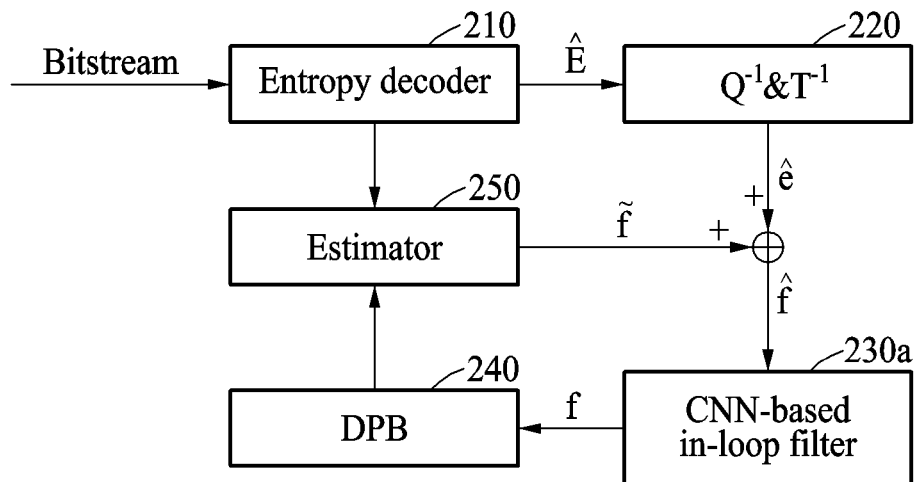 210
220
Bitstream
Entropy decoder
Ê
Q⁻¹&T⁻¹
250
ê
+
Estimator
f̃
+
f̂
240
230a
DPB
f
CNN-based
in-loop filter